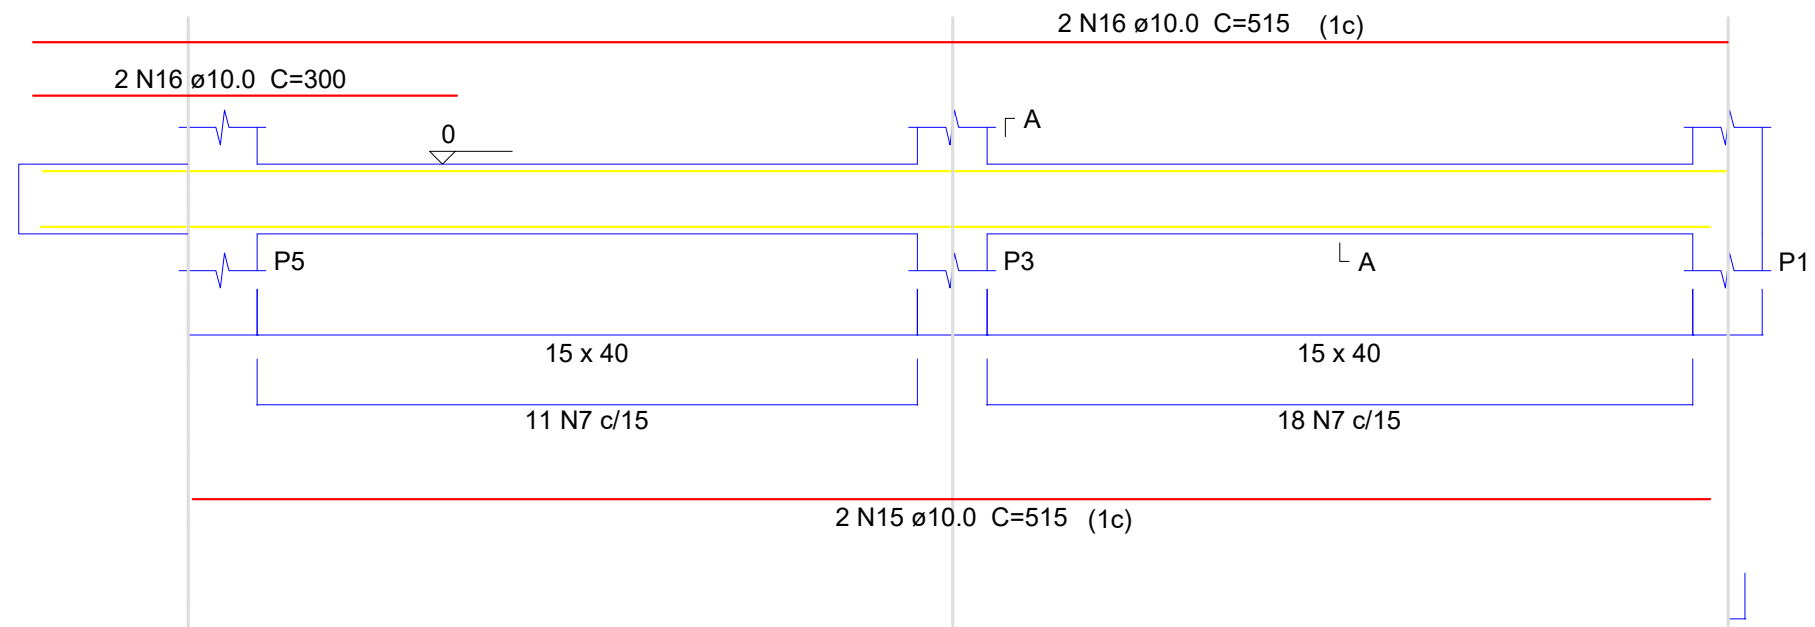 2 N16 ø10.0 C=515 (1c)
2 N16 ø10.0 C=300
0
A
P5
P3
A
P1
15 x 40
15 x 40
11 N7 c/15
18 N7 c/15
2 N15 ø10.0 C=515 (1c)